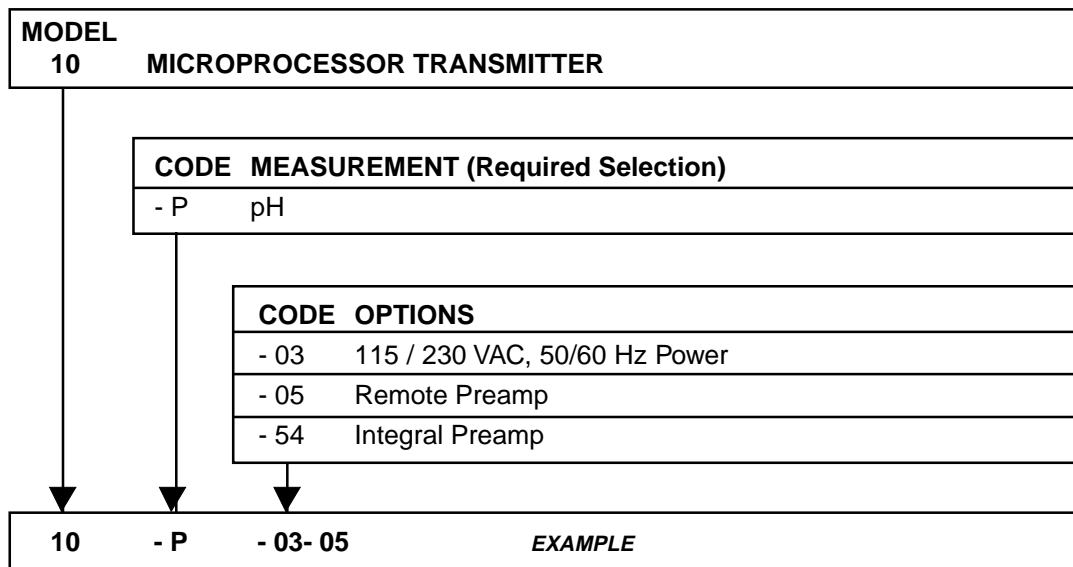 MODEL
10 MICROPROCESSOR TRANSMITTER
CODE MEASUREMENT (Required Selection)
- P pH
CODE OPTIONS
- 03 115 / 230 VAC, 50/60 Hz Power
- 05 Remote Preamp
- 54 Integral Preamp
10 - P - 03- 05 EXAMPLE